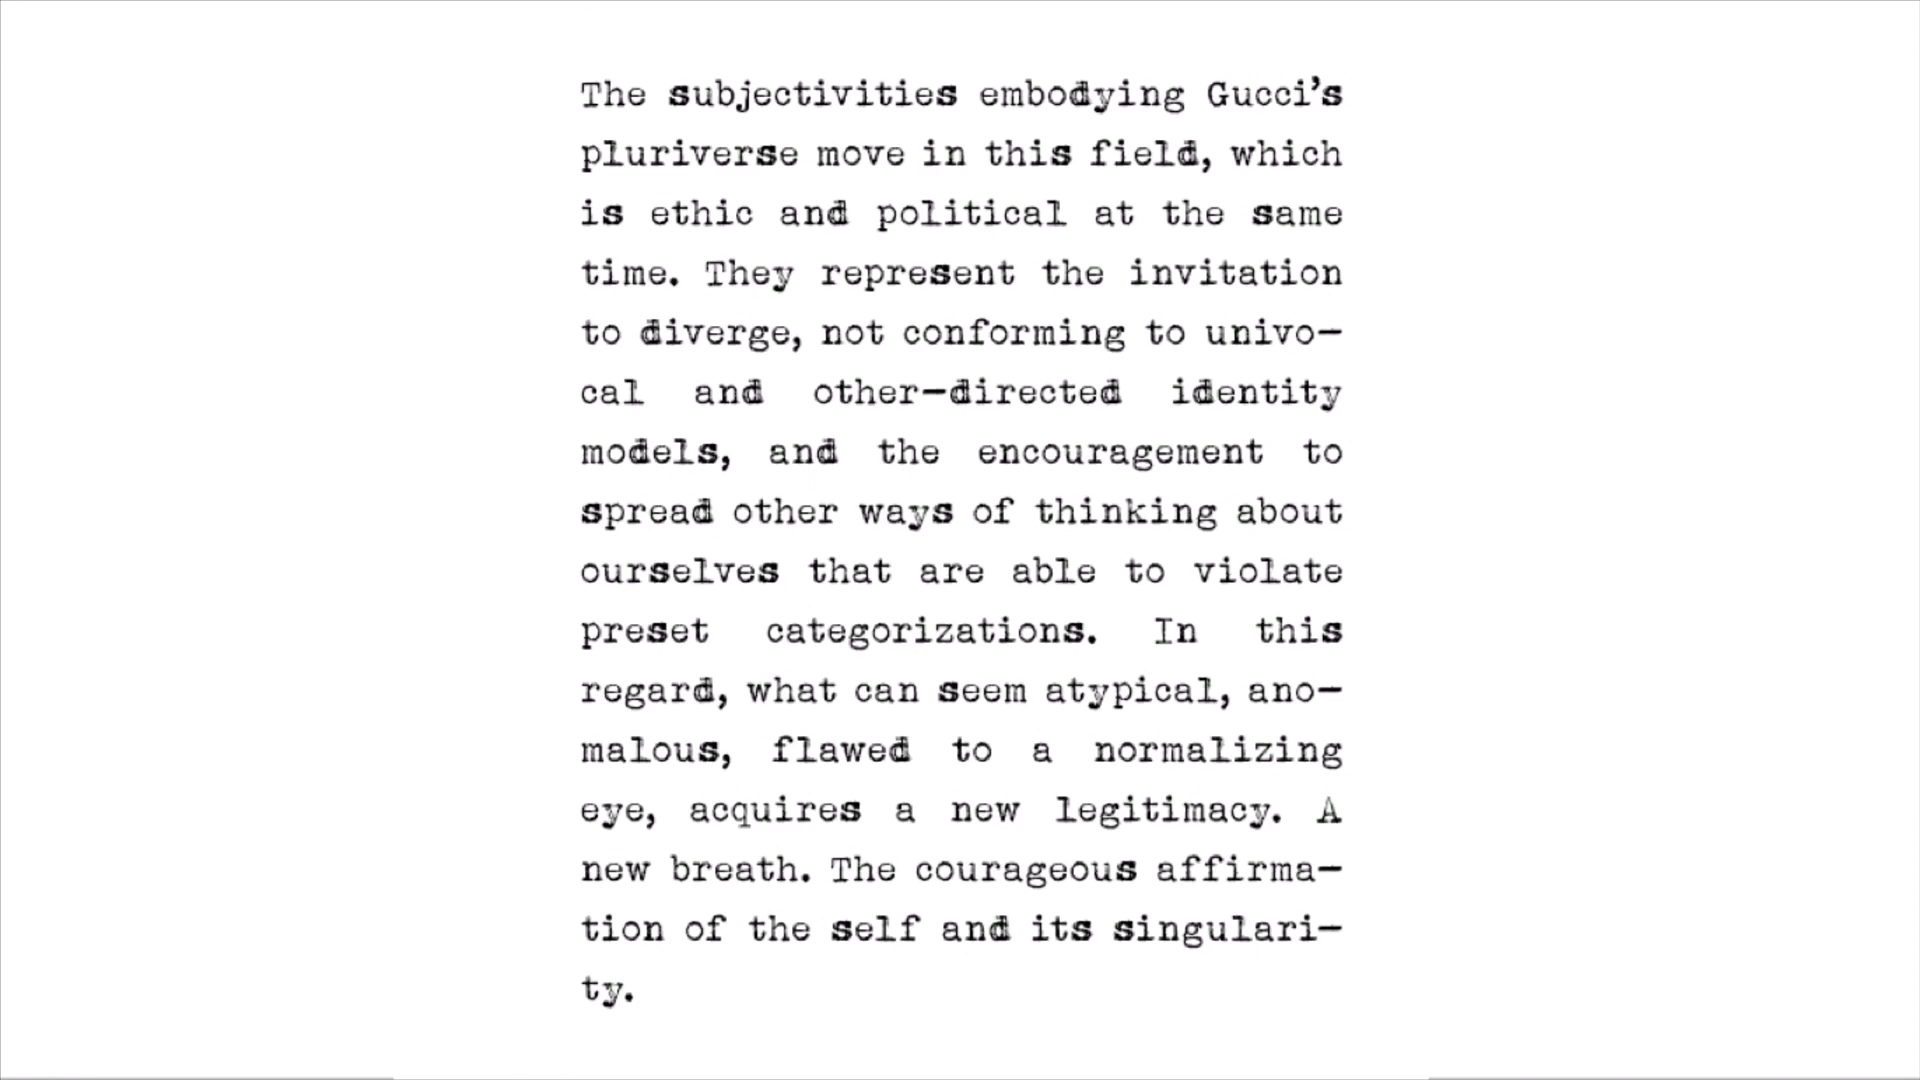 The subjectivities embodying Gucci's
pluriverse move in this field, which
is ethic and political at the same
time. They represent the invitation
to diverge, not conforming to univo-
cal and other-directed identity
models, and the encouragement to
spread other ways of thinking about
ourselves that are able to violate
preset categorizations. In this
regard, what can seem atypical, ano-
malous, flawed to a normalizing
eye, acquires a new legitimacy. A
new breath. The courageous affirma-
tion of the self and its singulari-
ty.